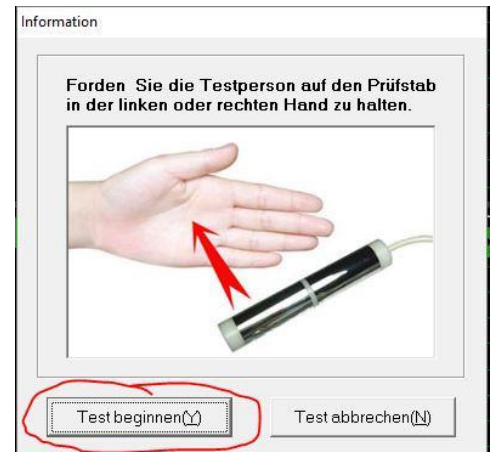 Information
Forden Sie die Testperson auf den Prüfstab
in der linken oder rechten Hand zu halten.
Test beginnen(Y)
Test abbrechen(N)